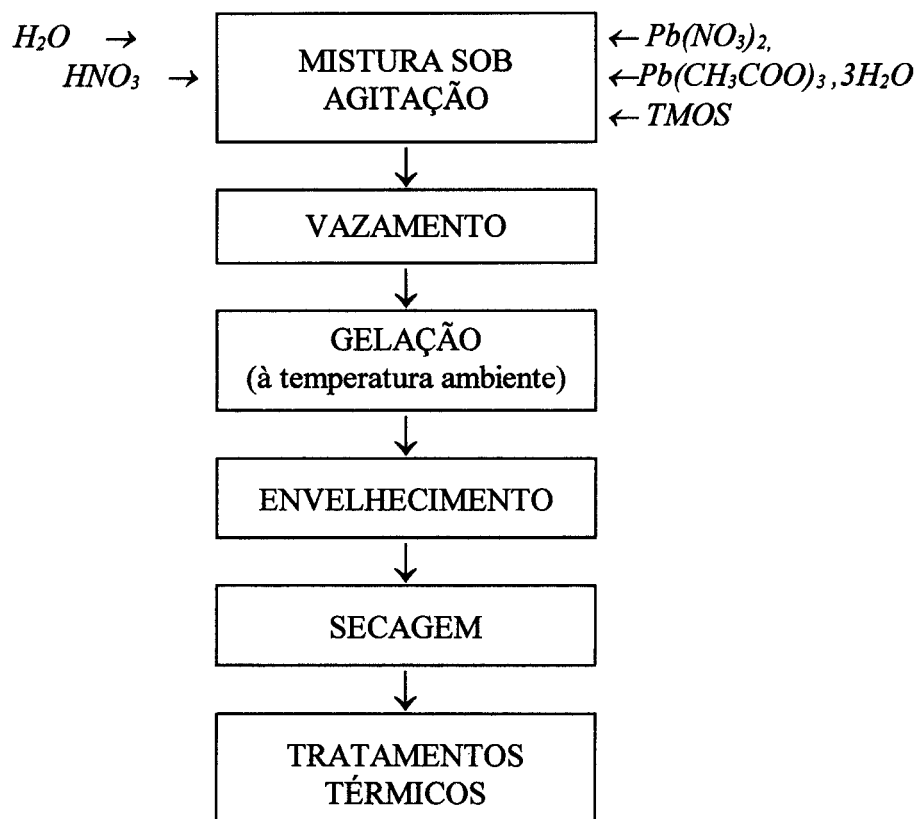 H₂O → MISTURA SOB ← Pb(NO₃)₂,
HNO₃ → AGITAÇÃO ← Pb(CH₃COO)₃,3H₂O
← TMOS
VAZAMENTO
GELAÇÃO
(à temperatura ambiente)
ENVELHECIMENTO
SECAGEM
TRATAMENTOS
TÉRMICOS